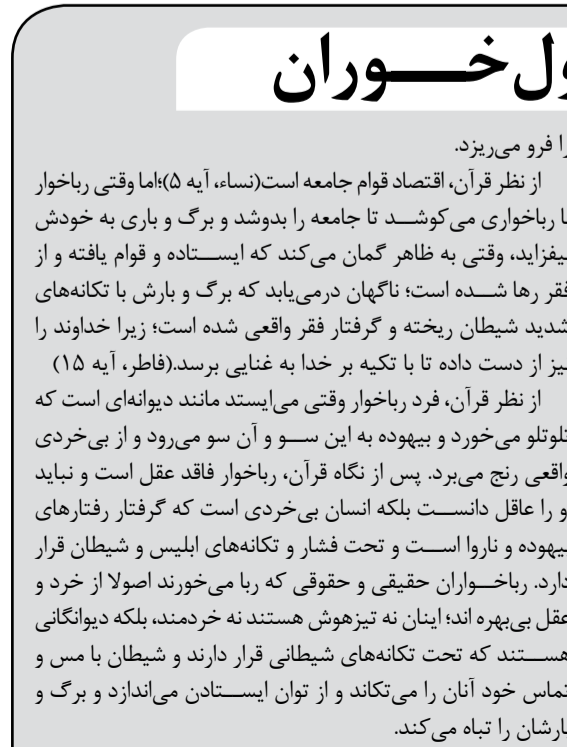 ول‌خـــوران
را فرو می‌ریزد.
از نظر قرآن، اقتصاد قوام جامعه است(نساء، آیه ۵)؛اما وقتی رباخوار
با رباخواری می‌کوشـــد تا جامعه را بدوشد و برگ و باری به خودش
بیفزاید، وقتی به ظاهر گمان می‌کند که ایســـتاده و قوام یافته و از
فقر رها شـــده است؛ ناگهان درمی‌یابد که برگ و بارش با تکانه‌های
شدید شیطان ریخته و گرفتار فقر واقعی شده است؛ زیرا خداوند را
نیز از دست داده تا با تکیه بر خدا به غنایی برسد.(فاطر، آیه ۱۵)
از نظر قرآن، فرد رباخوار وقتی می‌ایستد مانند دیوانه‌ای است که
تلوتلو می‌خورد و بیهوده به این ســـو و آن سو می‌رود و از بی‌خردی
واقعی رنج می‌برد. پس از نگاه قرآن، رباخوار فاقد عقل است و نباید
او را عاقل دانســـت بلکه انسان بی‌خردی است که گرفتار رفتارهای
بیهوده و ناروا اســـت و تحت فشار و تکانه‌های ابلیس و شیطان قرار
دارد. رباخـــواران حقیقی و حقوقی که ربا می‌خورند اصولا از خرد و
عقل بی‌بهره اند؛ اینان نه تیزهوش هستند نه خردمند، بلکه دیوانگانی
هســـتند که تحت تکانه‌های شیطانی قرار دارند و شیطان با مس و
تماس خود آنان را می‌تکاند و از توان ایســـتادن می‌اندازد و برگ و
بارشان را تباه می‌کند.